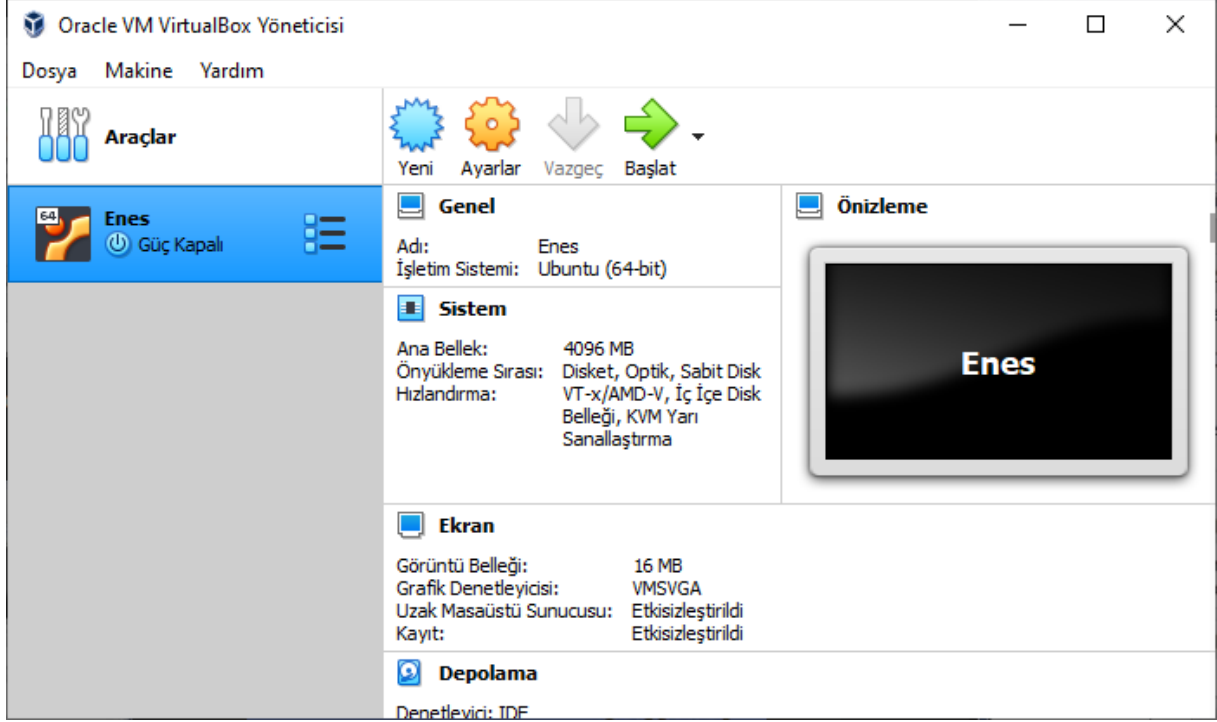 Oracle VM VirtualBox Yöneticisi
Dosya Makine Yardım
Araçlar
Yeni Ayarlar Vazgeç Başlat
64
Enes
Güç Kapalı
Genel
Adı: Enes
İşletim Sistemi: Ubuntu (64-bit)
Sistem
Ana Bellek: 4096 MB
Önyükleme Sırası: Disket, Optik, Sabit Disk
Hızlandırma: VT-x/AMD-V, İç İçe Disk
Belleği, KVM Yarı
Sanallaştırma
Önizleme
Enes
Ekran
Görüntü Belleği: 16 MB
Grafik Denetleyicisi: VMSVGA
Uzak Masaüstü Sunucusu: Etkisizleştirildi
Kayıt: Etkisizleştirildi
Depolama
Denetleyici: IDE